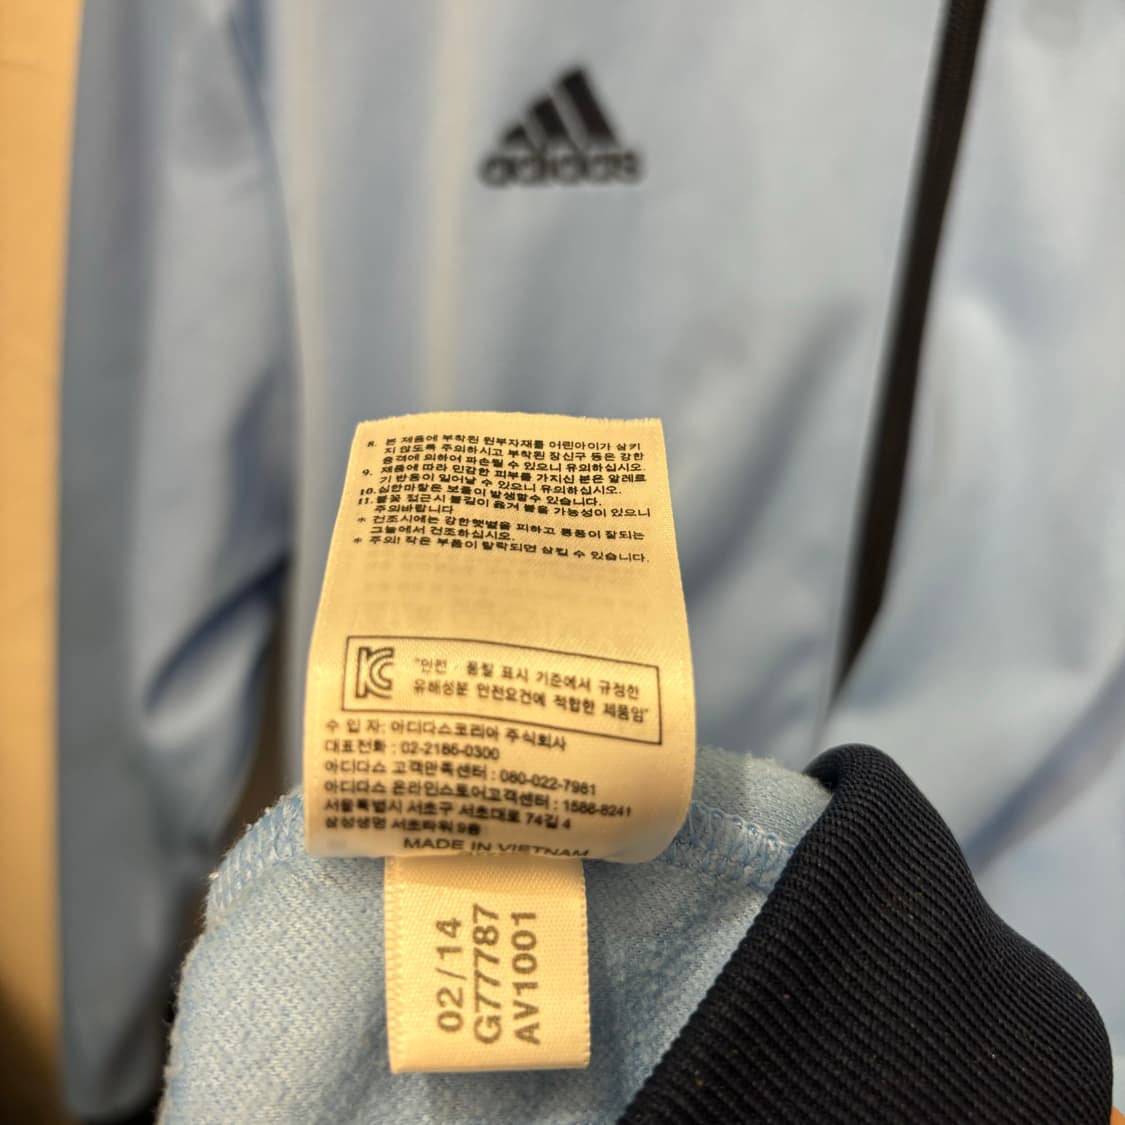 adidas
8. 본 제품에 부착된 원부자재를 어린아이가 삼키
지 않도록 주의하시고 부착된 장신구 등은 강한
충격에 의하여 파손될 수 있으니 유의하십시오.
9. 제품에 따라 민감한 피부를 가지신 분은 알레르
기 반응이 일어날 수 있으니 유의하십시오.
10. 심한마찰은 보풀이 발생할수 있습니다.
11. 불꽃 접근시 불길이 옮겨 붙을 가능성이 있으니
주의바랍니다
* 건조시에는 강한햇볕을 피하고 통풍이 잘되는
그늘에서 건조하십시오.
* 주의! 작은 부품이 탈락되면 삼킬 수 있습니다.
"안전·품질 표시 기준에서 규정한
유해성분 안전요건에 적합한 제품임"
수 입 자: 아디다스코리아 주식회사
대표전화 : 02-2186-0300
아디다스 고객만족센터 : 080-022-7981
아디다스 온라인스토어고객센터 : 1588-8241
서울특별시 서초구 서초대로 74길 4
삼성생명 서초타워 9층
MADE IN VIETNAM
02/14
G77787
AV1001